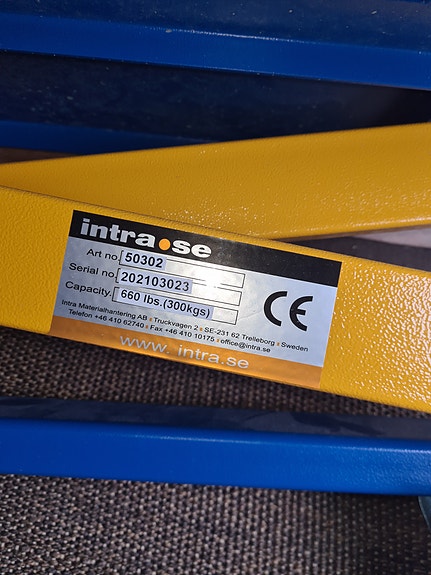 intra.se
Art no. 50302
Serial no. 202103023
Capacity. 660 lbs.(300kgs)
Intra Materialhantering AB ▪ Truckvagen 2 ▪ SE-231 62 Trelleborg ▪ Sweden
Telefon +46 410 62740 ▪ Fax +46 410 10175 ▪ office@intra.se
www. intra.se
CE